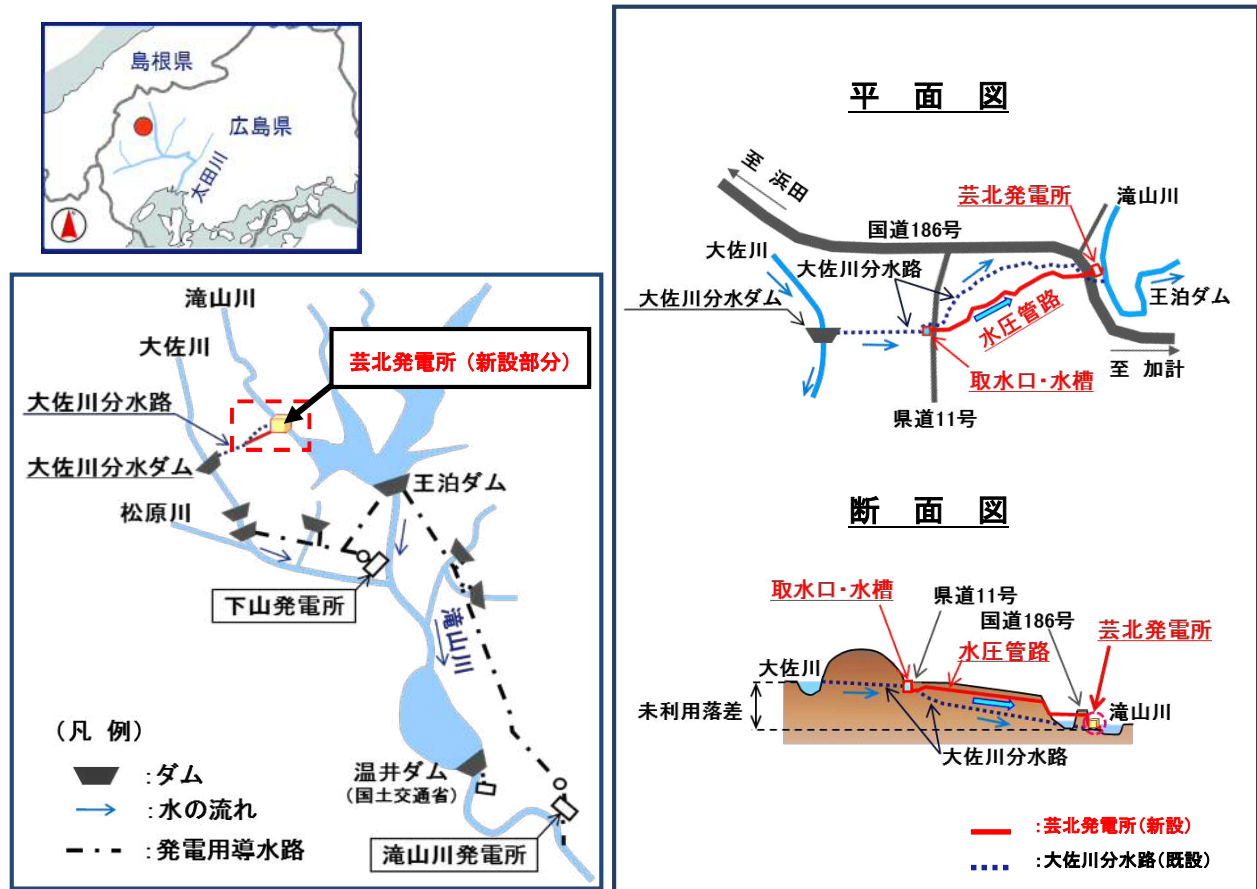 島根県
広島県
太田川
滝山川
大佐川
芸北発電所（新設部分）
大佐川分水路
大佐川分水ダム
王泊ダム
松原川
下山発電所
滝山川
（凡 例）
：ダム
：水の流れ
：発電用導水路
温井ダム
（国土交通省）
滝山川発電所
平 面 図
至 浜田
芸北発電所
滝山川
国道186号
大佐川
大佐川分水路
大佐川分水ダム
王泊ダム
水圧管路
取水口・水槽
至 加計
県道11号
断 面 図
取水口・水槽
県道11号
国道186号
芸北発電所
水圧管路
大佐川
未利用落差
滝山川
大佐川分水路
：芸北発電所（新設）
：大佐川分水路（既設）